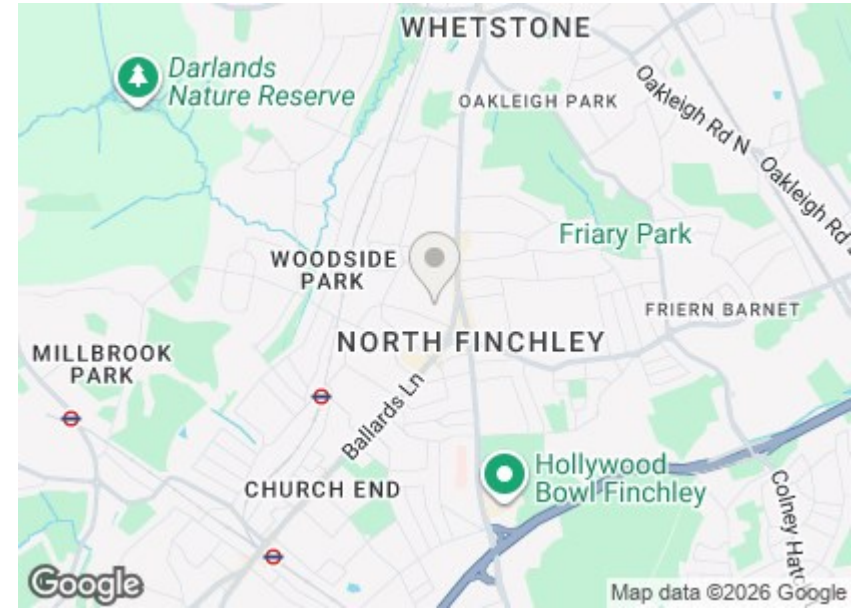 WHETSTONE
Darlands
Nature Reserve
OAKLEIGH PARK
Oakleigh Rd N
Oakleigh Rd
Friary Park
WOODSIDE
PARK
FRIERN BARNET
NORTH FINCHLEY
MILLBROOK
PARK
Ballards Ln
CHURCH END
Hollywood
Bowl Finchley
Colney
Google
Map data ©2026 Google